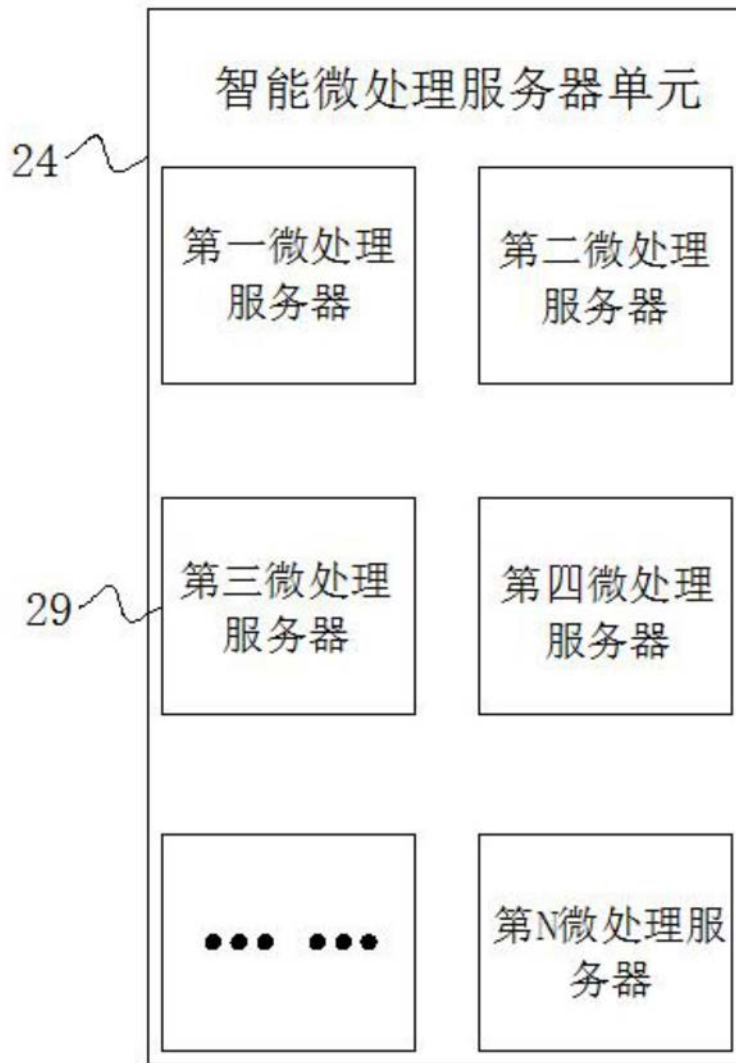 智能微处理服务器单元
24
第一微处理
服务器
第二微处理
服务器
29
第三微处理
服务器
第四微处理
服务器
••• •••
第N微处理服
务器